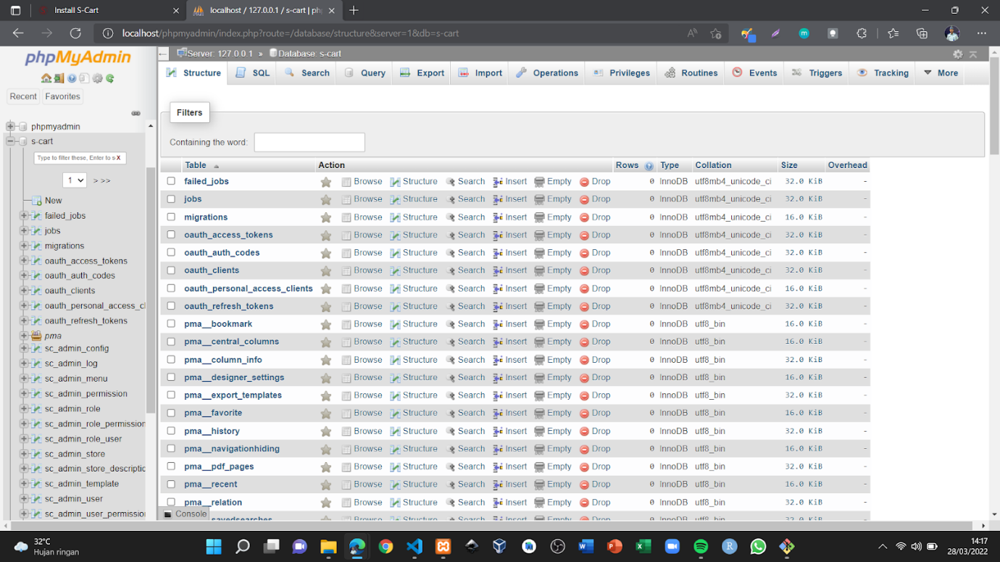 Install S-Cart
localhost / 127.0.0.1 / s-cart | ph
localhost/phpmyadmin/index.php?route=/database/structure&server=1&db=s-cart
phpMyAdmin
Recent Favorites
phpmyadmin
s-cart
Type to filter these, Enter to s X
1 > >>
New
failed_jobs
jobs
migrations
oauth_access_tokens
oauth_auth_codes
oauth_clients
oauth_personal_access_cl
oauth_refresh_tokens
pma
sc_admin_config
sc_admin_log
sc_admin_menu
sc_admin_permission
sc_admin_role
sc_admin_role_permission
sc_admin_role_user
sc_admin_store
sc_admin_store_descriptic
sc_admin_template
sc_admin_user
sc_admin_user_permission
Server: 127.0.0.1 » Database: s-cart
Structure SQL Search Query Export Import Operations Privileges Routines Events Triggers Tracking More
Filters
Containing the word:
Table Action Rows Type Collation Size Overhead
failed_jobs Browse Structure Search Insert Empty Drop 0 InnoDB utf8mb4_unicode_ci 32.0 KiB -
jobs Browse Structure Search Insert Empty Drop 0 InnoDB utf8mb4_unicode_ci 32.0 KiB -
migrations Browse Structure Search Insert Empty Drop 0 InnoDB utf8mb4_unicode_ci 16.0 KiB -
oauth_access_tokens Browse Structure Search Insert Empty Drop 0 InnoDB utf8mb4_unicode_ci 32.0 KiB -
oauth_auth_codes Browse Structure Search Insert Empty Drop 0 InnoDB utf8mb4_unicode_ci 32.0 KiB -
oauth_clients Browse Structure Search Insert Empty Drop 0 InnoDB utf8mb4_unicode_ci 32.0 KiB -
oauth_personal_access_clients Browse Structure Search Insert Empty Drop 0 InnoDB utf8mb4_unicode_ci 16.0 KiB -
oauth_refresh_tokens Browse Structure Search Insert Empty Drop 0 InnoDB utf8mb4_unicode_ci 32.0 KiB -
pma__bookmark Browse Structure Search Insert Empty Drop 0 InnoDB utf8_bin 16.0 KiB -
pma__central_columns Browse Structure Search Insert Empty Drop 0 InnoDB utf8_bin 16.0 KiB -
pma__column_info Browse Structure Search Insert Empty Drop 0 InnoDB utf8_bin 32.0 KiB -
pma__designer_settings Browse Structure Search Insert Empty Drop 0 InnoDB utf8_bin 16.0 KiB -
pma__export_templates Browse Structure Search Insert Empty Drop 0 InnoDB utf8_bin 32.0 KiB -
pma__favorite Browse Structure Search Insert Empty Drop 0 InnoDB utf8_bin 16.0 KiB -
pma__history Browse Structure Search Insert Empty Drop 0 InnoDB utf8_bin 32.0 KiB -
pma__navigationhiding Browse Structure Search Insert Empty Drop 0 InnoDB utf8_bin 16.0 KiB -
pma__pdf_pages Browse Structure Search Insert Empty Drop 0 InnoDB utf8_bin 32.0 KiB -
pma__recent Browse Structure Search Insert Empty Drop 0 InnoDB utf8_bin 16.0 KiB -
pma__relation Browse Structure Search Insert Empty Drop 0 InnoDB utf8_bin 32.0 KiB -
Console
32°C
Hujan ringan
14:17
28/03/2022